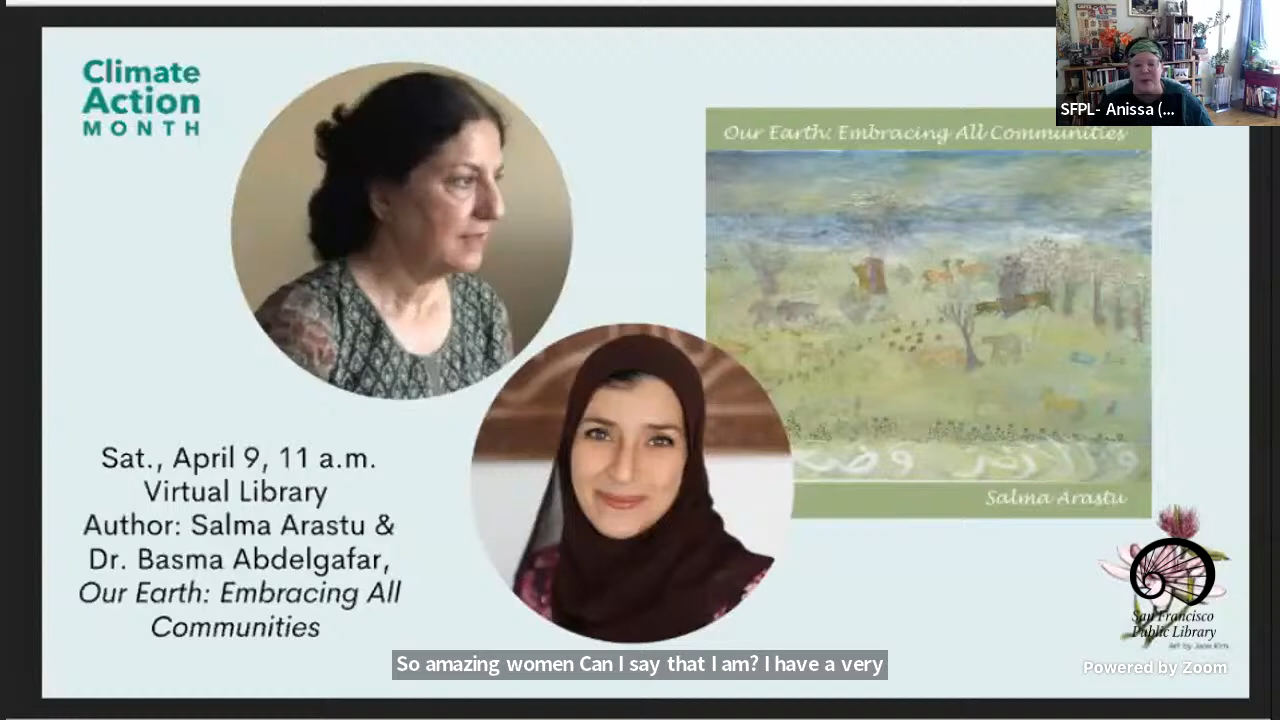 Climate
Action
MONTH
SFPL- Anissa (...
Our Earth: Embracing All Communities
Salma Arastu
Sat., April 9, 11 a.m.
Virtual Library
Author: Salma Arastu &
Dr. Basma Abdelgafar,
Our Earth: Embracing All
Communities
San Francisco
Public Library
So amazing women Can I say that I am? I have a very
Powered by Zoom